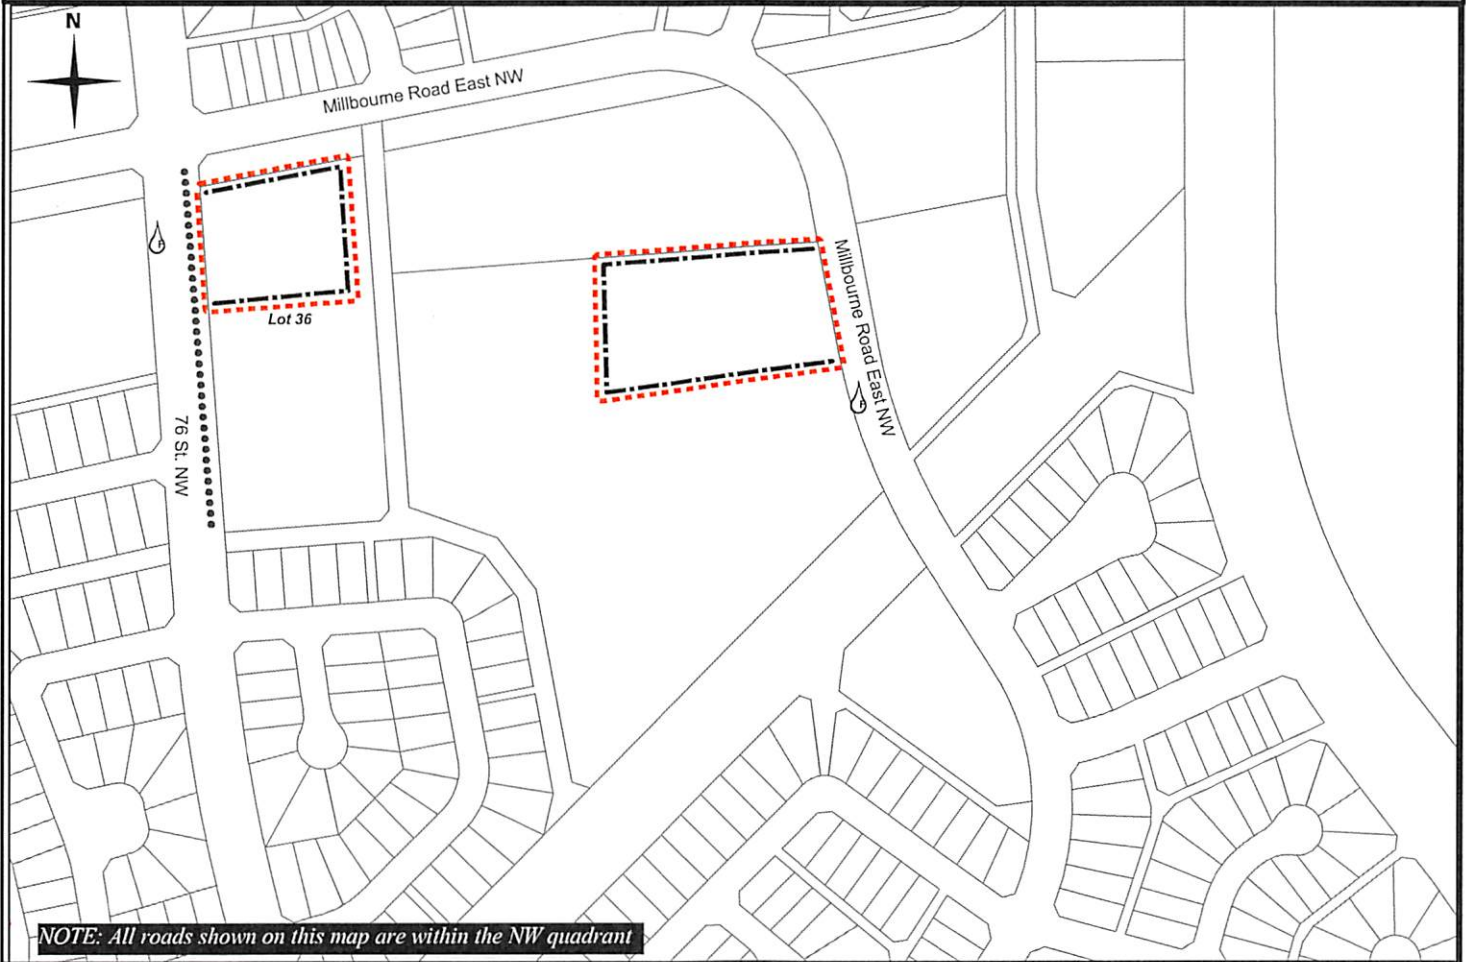 N
Millbourne Road East NW
Lot 36
Millbourne Road East NW
F
F
76 St. NW
NOTE: All roads shown on this map are within the NW quadrant